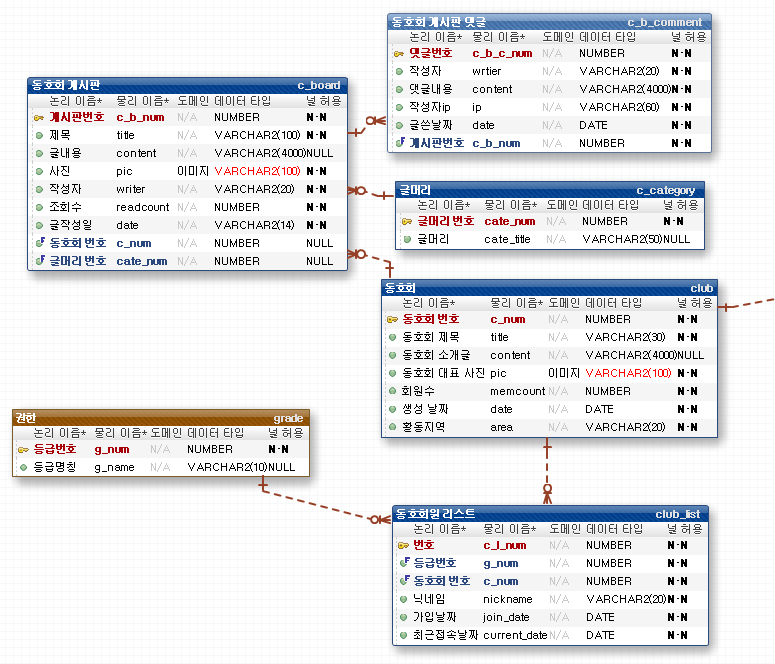 동호회 게시판 댓글 c_b_comment
논리 이름* 물리 이름* 도메인 데이터 타입 널 허용
댓글번호 c_b_c_num N/A NUMBER N-N
작성자 wrtier N/A VARCHAR2(20) N-N
댓글내용 content N/A VARCHAR2(4000) N-N
작성자ip ip N/A VARCHAR2(60) N-N
글쓴날짜 date N/A DATE N-N
게시판번호 c_b_num N/A NUMBER N-N
동호회 게시판 c_board
논리 이름* 물리 이름* 도메인 데이터 타입 널 허용
게시판번호 c_b_num N/A NUMBER N-N
제목 title N/A VARCHAR2(100) N-N
글내용 content N/A VARCHAR2(4000) NULL
사진 pic 이미지 VARCHAR2(100) N-N
작성자 writer N/A VARCHAR2(20) N-N
조회수 readcount N/A NUMBER N-N
글작성일 date N/A VARCHAR2(14) N-N
동호회 번호 c_num N/A NUMBER NULL
글머리 번호 cate_num N/A NUMBER NULL
글머리 c_category
논리 이름* 물리 이름* 도메인 데이터 타입 널 허용
글머리 번호 cate_num N/A NUMBER N-N
글머리 cate_title N/A VARCHAR2(50) NULL
동호회 club
논리 이름* 물리 이름* 도메인 데이터 타입 널 허용
동호회 번호 c_num N/A NUMBER N-N
동호회 제목 title N/A VARCHAR2(30) N-N
동호회 소개글 content N/A VARCHAR2(4000) NULL
동호회 대표 사진 pic 이미지 VARCHAR2(100) N-N
회원수 memcount N/A NUMBER N-N
생성 날짜 date N/A DATE N-N
활동지역 area N/A VARCHAR2(20) N-N
권한 grade
논리 이름* 물리 이름* 도메인 데이터 타입 널 허용
등급번호 g_num N/A NUMBER N-N
등급명칭 g_name N/A VARCHAR2(10) NULL
동호회원 리스트 club_list
논리 이름* 물리 이름* 도메인 데이터 타입 널 허용
번호 c_l_num N/A NUMBER N-N
등급번호 g_num N/A NUMBER N-N
동호회 번호 c_num N/A NUMBER N-N
닉네임 nickname N/A VARCHAR2(20) N-N
가입날짜 join_date N/A DATE N-N
최근접속날짜 current_date N/A DATE N-N